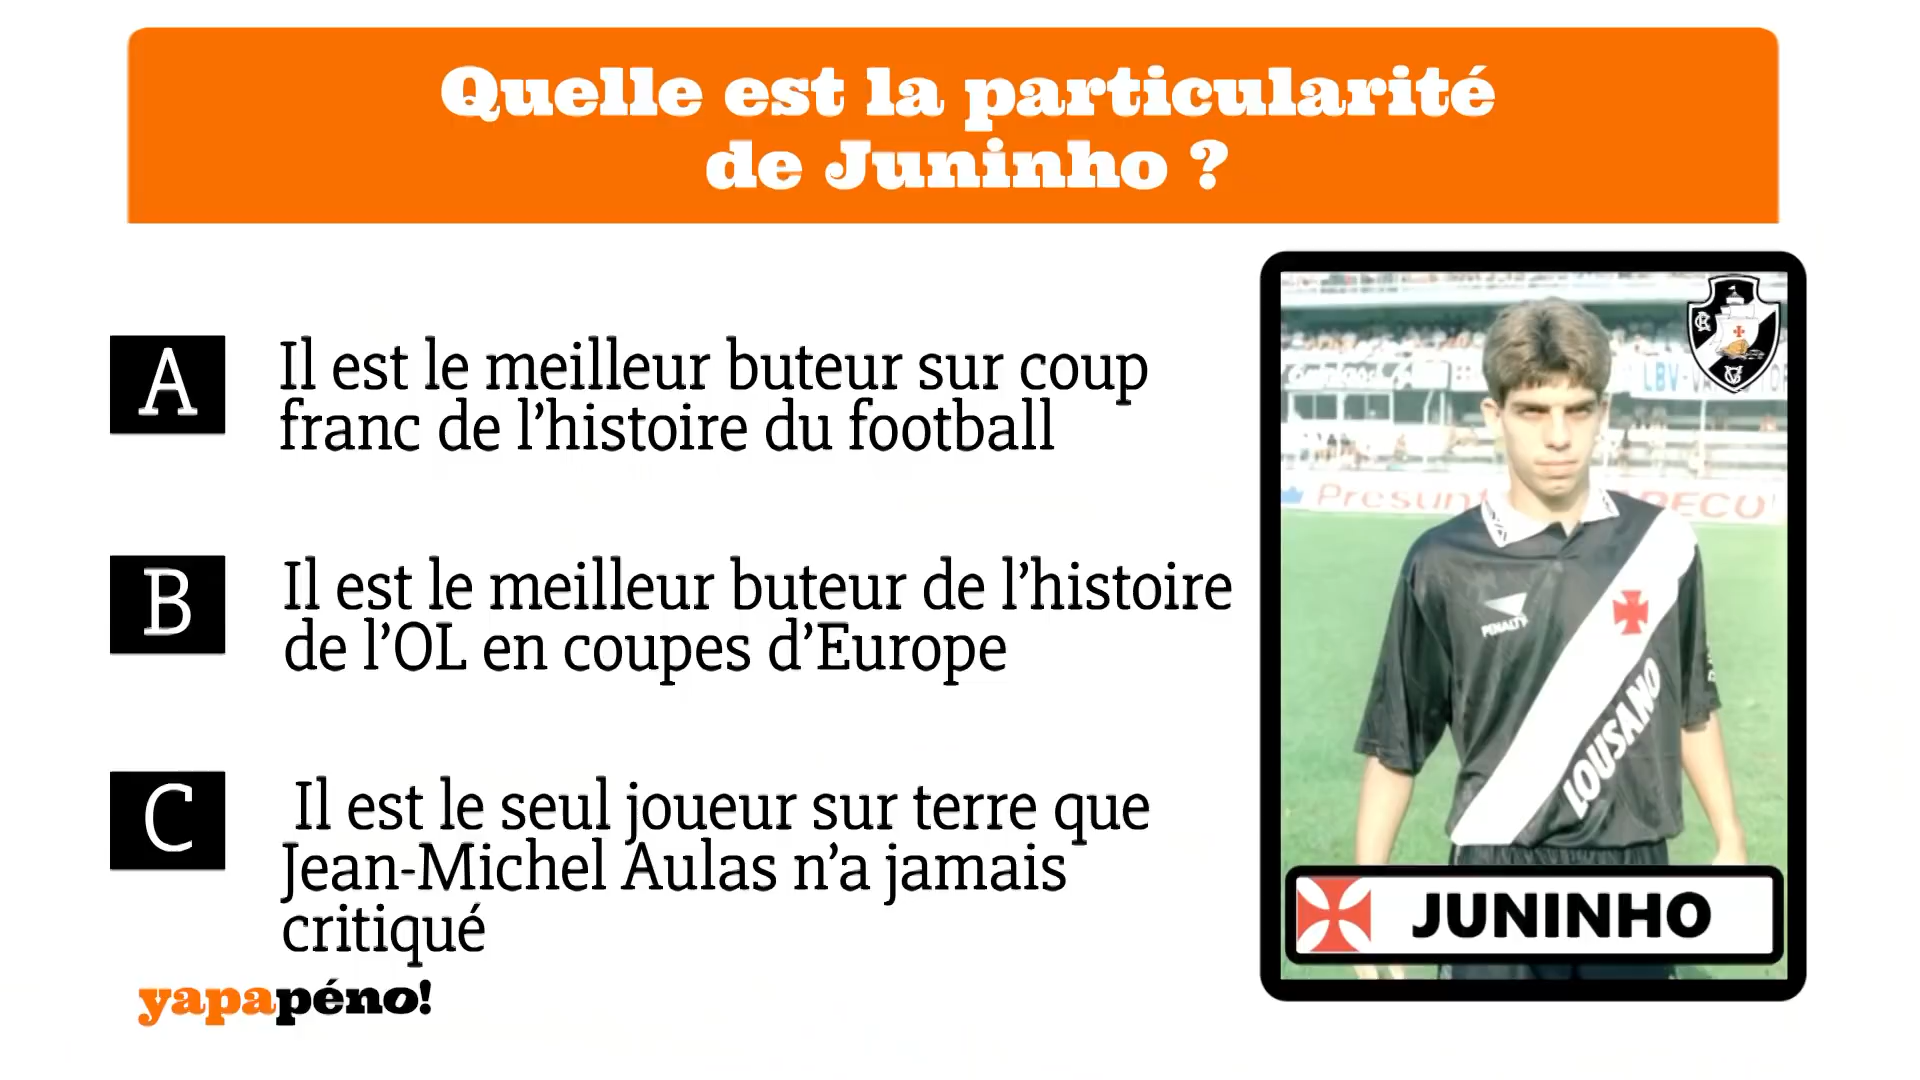 Quelle est la particularité
de Juninho ?
A
Il est le meilleur buteur sur coup
franc de l’histoire du football
B
Il est le meilleur buteur de l’histoire
de l’OL en coupes d’Europe
C
Il est le seul joueur sur terre que
Jean-Michel Aulas n’a jamais
critiqué
yapapéno!
PENALTY
LOUSANO
JUNINHO